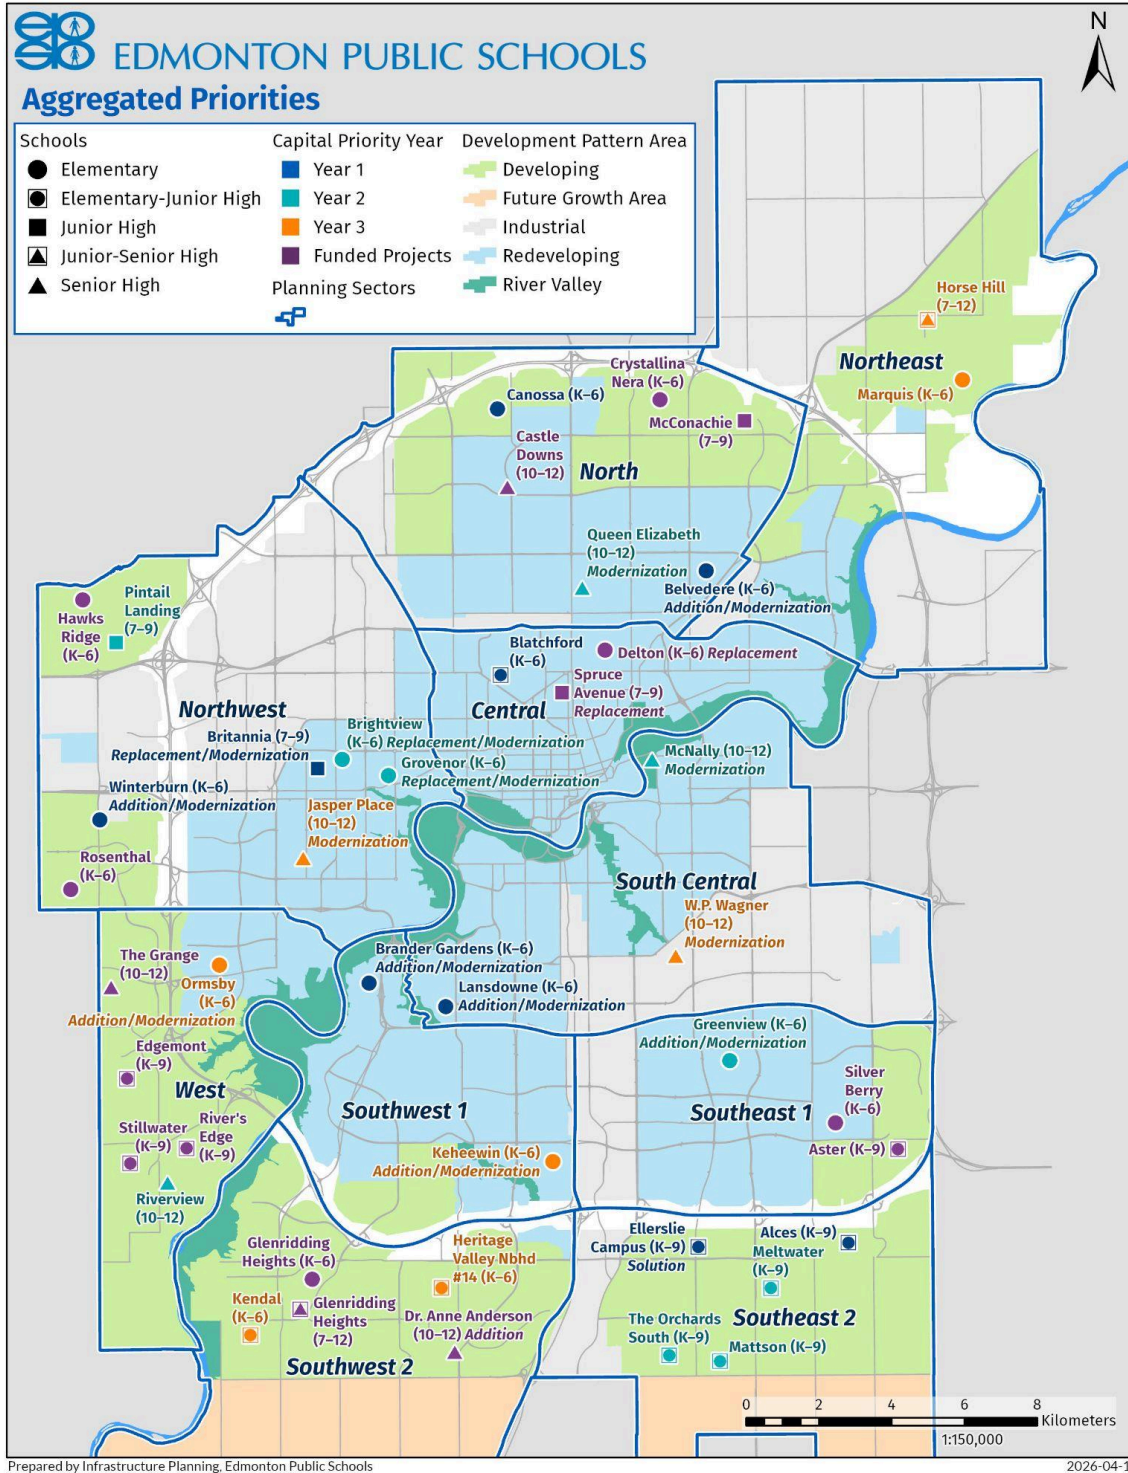 EDMONTON PUBLIC SCHOOLS
Aggregated Priorities
N
Schools
Elementary
Elementary-Junior High
Junior High
Junior-Senior High
Senior High
Capital Priority Year
Year 1
Year 2
Year 3
Funded Projects
Planning Sectors
Development Pattern Area
Developing
Future Growth Area
Industrial
Redeveloping
River Valley
Horse Hill
(7–12)
Northeast
Marquis (K–6)
Crystallina
Nera (K–6)
Canossa (K–6)
McConachie
(7–9)
Castle
Downs
(10–12)
North
Queen Elizabeth
(10–12)
Modernization
Belvedere (K–6)
Addition/Modernization
Pintail
Landing
(7–9)
Hawks
Ridge
(K–6)
Blatchford
(K–6)
Delton (K–6) Replacement
Spruce
Avenue (7–9)
Replacement
Northwest
Central
Britannia (7–9)
Replacement/Modernization
Brightview
(K–6) Replacement/Modernization
Grovenor (K–6)
Replacement/Modernization
McNally (10–12)
Modernization
Winterburn (K–6)
Addition/Modernization
Jasper Place
(10–12)
Modernization
Rosenthal
(K–6)
South Central
W.P. Wagner
(10–12)
Modernization
The Grange
(10–12)
Ormsby
(K–6)
Addition/Modernization
Brander Gardens (K–6)
Addition/Modernization
Lansdowne (K–6)
Addition/Modernization
Greenview (K–6)
Addition/Modernization
Edgemont
(K–9)
West
Southwest 1
Southeast 1
Silver
Berry
(K–6)
Stillwater
(K–9)
River's
Edge
(K–9)
Aster (K–9)
Keheewin (K–6)
Addition/Modernization
Riverview
(10–12)
Glenridding
Heights (K–6)
Heritage
Valley Nbhd
#14 (K–6)
Ellerslie
Campus (K–9)
Solution
Alces (K–9)
Meltwater
(K–9)
Kendal
(K–6)
Glenridding
Heights
(7–12)
Dr. Anne Anderson
(10–12) Addition
Southwest 2
The Orchards
South (K–9)
Southeast 2
Mattson (K–9)
0 2 4 6 8
Kilometers
1:150,000
Prepared by Infrastructure Planning, Edmonton Public Schools
2026-04-1